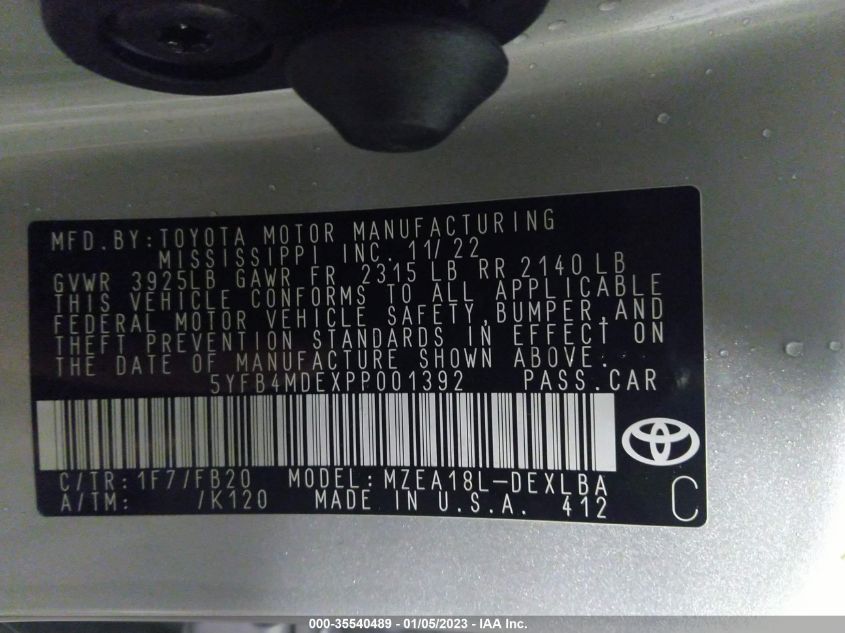 MFD.BY:TOYOTA MOTOR MANUFACTURING
MISSISSIPPI INC. 11/22
GVWR 3925LB GAWR FR 2315 LB RR 2140 LB
THIS VEHICLE CONFORMS TO ALL APPLICABLE
FEDERAL MOTOR VEHICLE SAFETY,BUMPER,AND
THEFT PREVENTION STANDARDS IN EFFECT ON
THE DATE OF MANUFACTURE SHOWN ABOVE.
5YFB4MDEXPP001392 PASS.CAR
C/TR:1F7/FB20 MODEL:MZEA18L-DEXLBA
A/TM: /K120 MADE IN U.S.A. 412 C
000-35540489 - 01/05/2023 - IAA Inc.